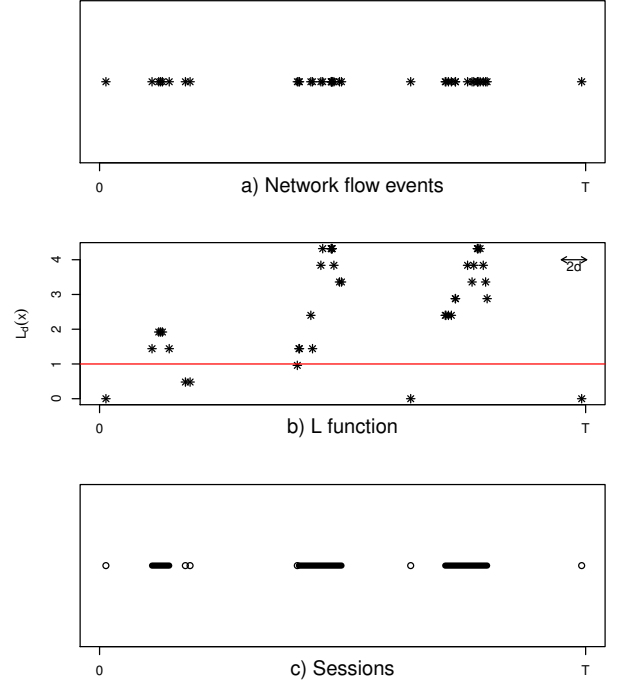 0 T
a) Network flow events
4
3
2
1
0
L_d(x)
2d
0 T
b) L function
0 T
c) Sessions